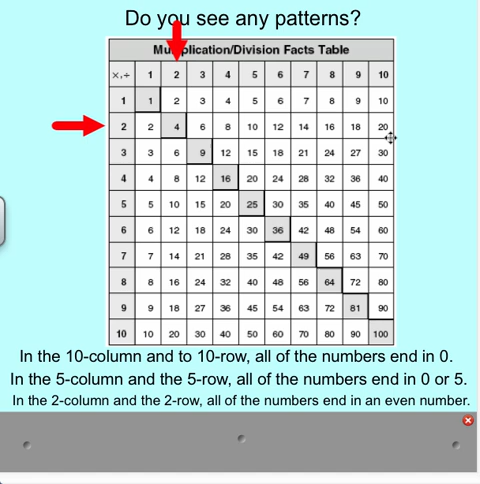 Do you see any patterns?
Multiplication/Division Facts Table
×,÷ 1 2 3 4 5 6 7 8 9 10
1 1 2 3 4 5 6 7 8 9 10
2 2 4 6 8 10 12 14 16 18 20
3 3 6 9 12 15 18 21 24 27 30
4 4 8 12 16 20 24 28 32 36 40
5 5 10 15 20 25 30 35 40 45 50
6 6 12 18 24 30 36 42 48 54 60
7 7 14 21 28 35 42 49 56 63 70
8 8 16 24 32 40 48 56 64 72 80
9 9 18 27 36 45 54 63 72 81 90
10 10 20 30 40 50 60 70 80 90 100
In the 10-column and to 10-row, all of the numbers end in 0.
In the 5-column and the 5-row, all of the numbers end in 0 or 5.
In the 2-column and the 2-row, all of the numbers end in an even number.